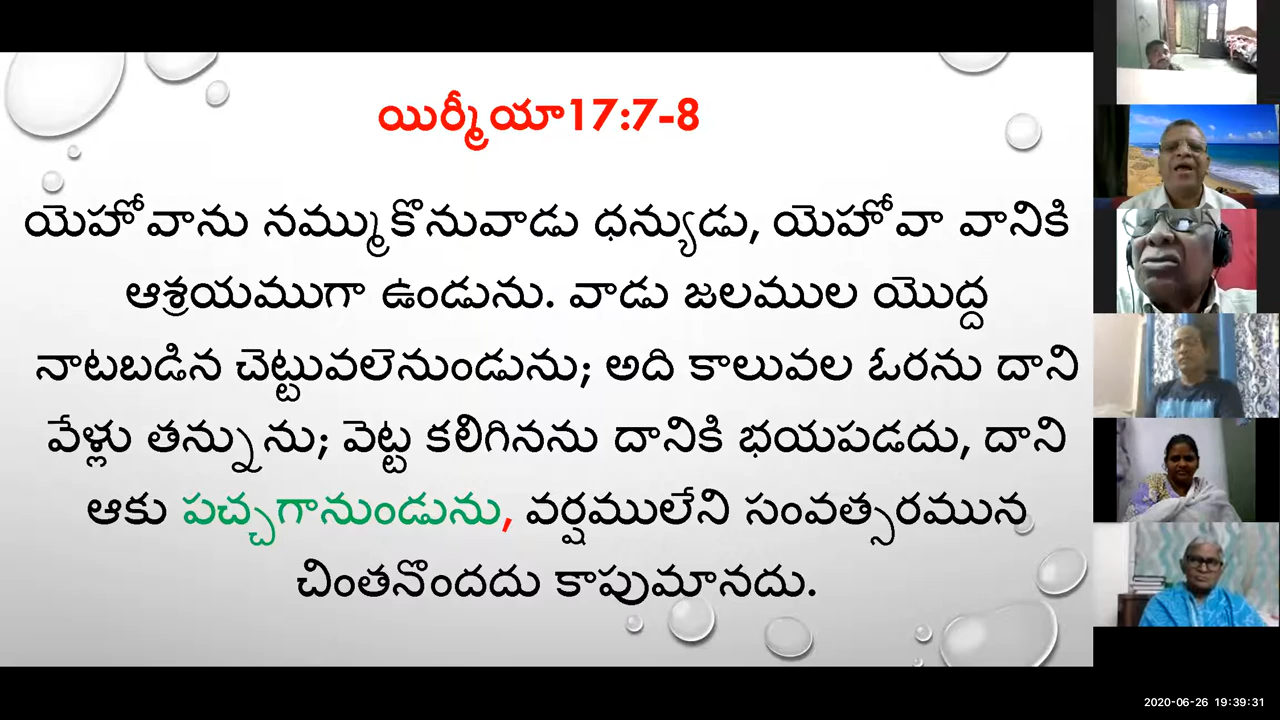 యిర్మీయా17:7-8
యెహోవాను నమ్ముకొనువాడు ధన్యుడు, యెహోవా వానికి
ఆశ్రయముగా ఉండును. వాడు జలముల యొద్ద
నాటబడిన చెట్టువలెనుండును; అది కాలువల ఓరను దాని
వేళ్లు తన్నును; వెట్ట కలిగినను దానికి భయపడదు, దాని
ఆకు పచ్చగానుండును, వర్షములేని సంవత్సరమున
చింతనొందదు కాపుమానదు.
2020-06-26 19:39:31